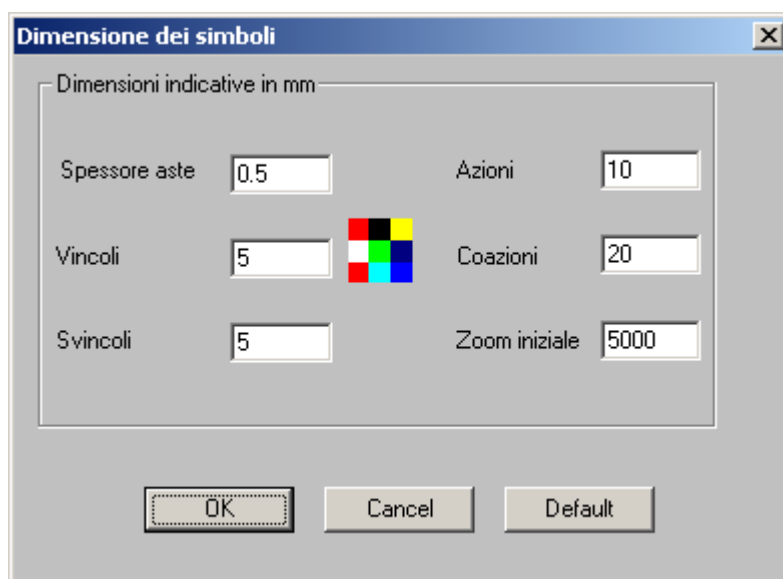 Dimensione dei simboli
Dimensioni indicative in mm
Spessore aste 0.5 Azioni 10
Vincoli 5 Coazioni 20
Svincoli 5 Zoom iniziale 5000
OK Cancel Default